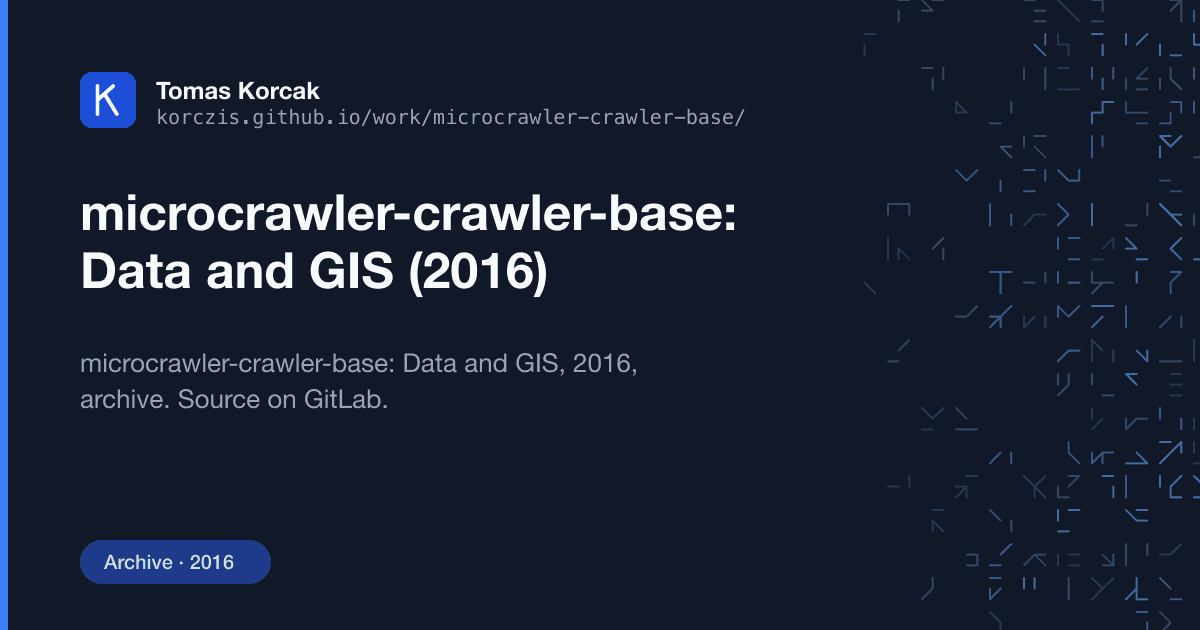 K
Tomas Korcak
korczis.github.io/work/microcrawler-crawler-base/
microcrawler-crawler-base:
Data and GIS (2016)
microcrawler-crawler-base: Data and GIS, 2016,
archive. Source on GitLab.
Archive · 2016